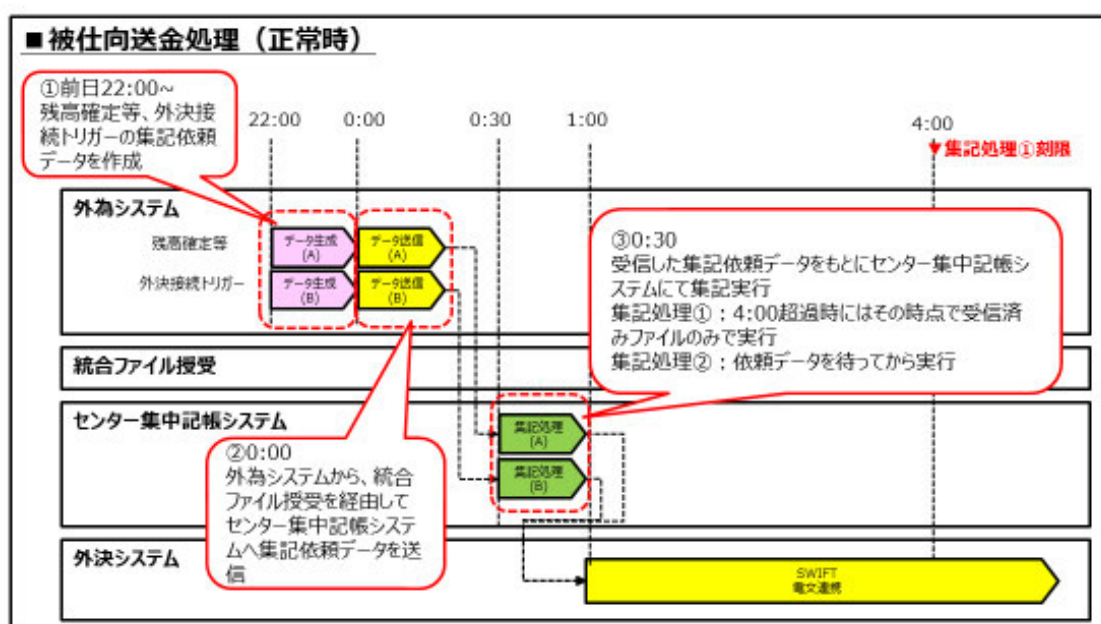 ■被仕向送金処理（正常時）
①前日22:00~
残高確定等、外決接
続トリガーの集記依頼
データを作成
22:00
0:00
0:30
1:00
4:00
▼集記処理①刻限
外為システム
残高確定等
データ生成
(A)
データ送信
(A)
外決接続トリガー
データ生成
(B)
データ送信
(B)
③0:30
受信した集記依頼データをもとにセンター集中記帳シ
ステムにて集記実行
集記処理①：4:00超過時にはその時点で受信済
みファイルのみで実行
集記処理②：依頼データを待ってから実行
統合ファイル授受
センター集中記帳システム
集記処理
(A)
集記処理
(B)
②0:00
外為システムから、統合
ファイル授受を経由して
センター集中記帳システ
ムへ集記依頼データを送
信
外決システム
SWIFT
電文連携